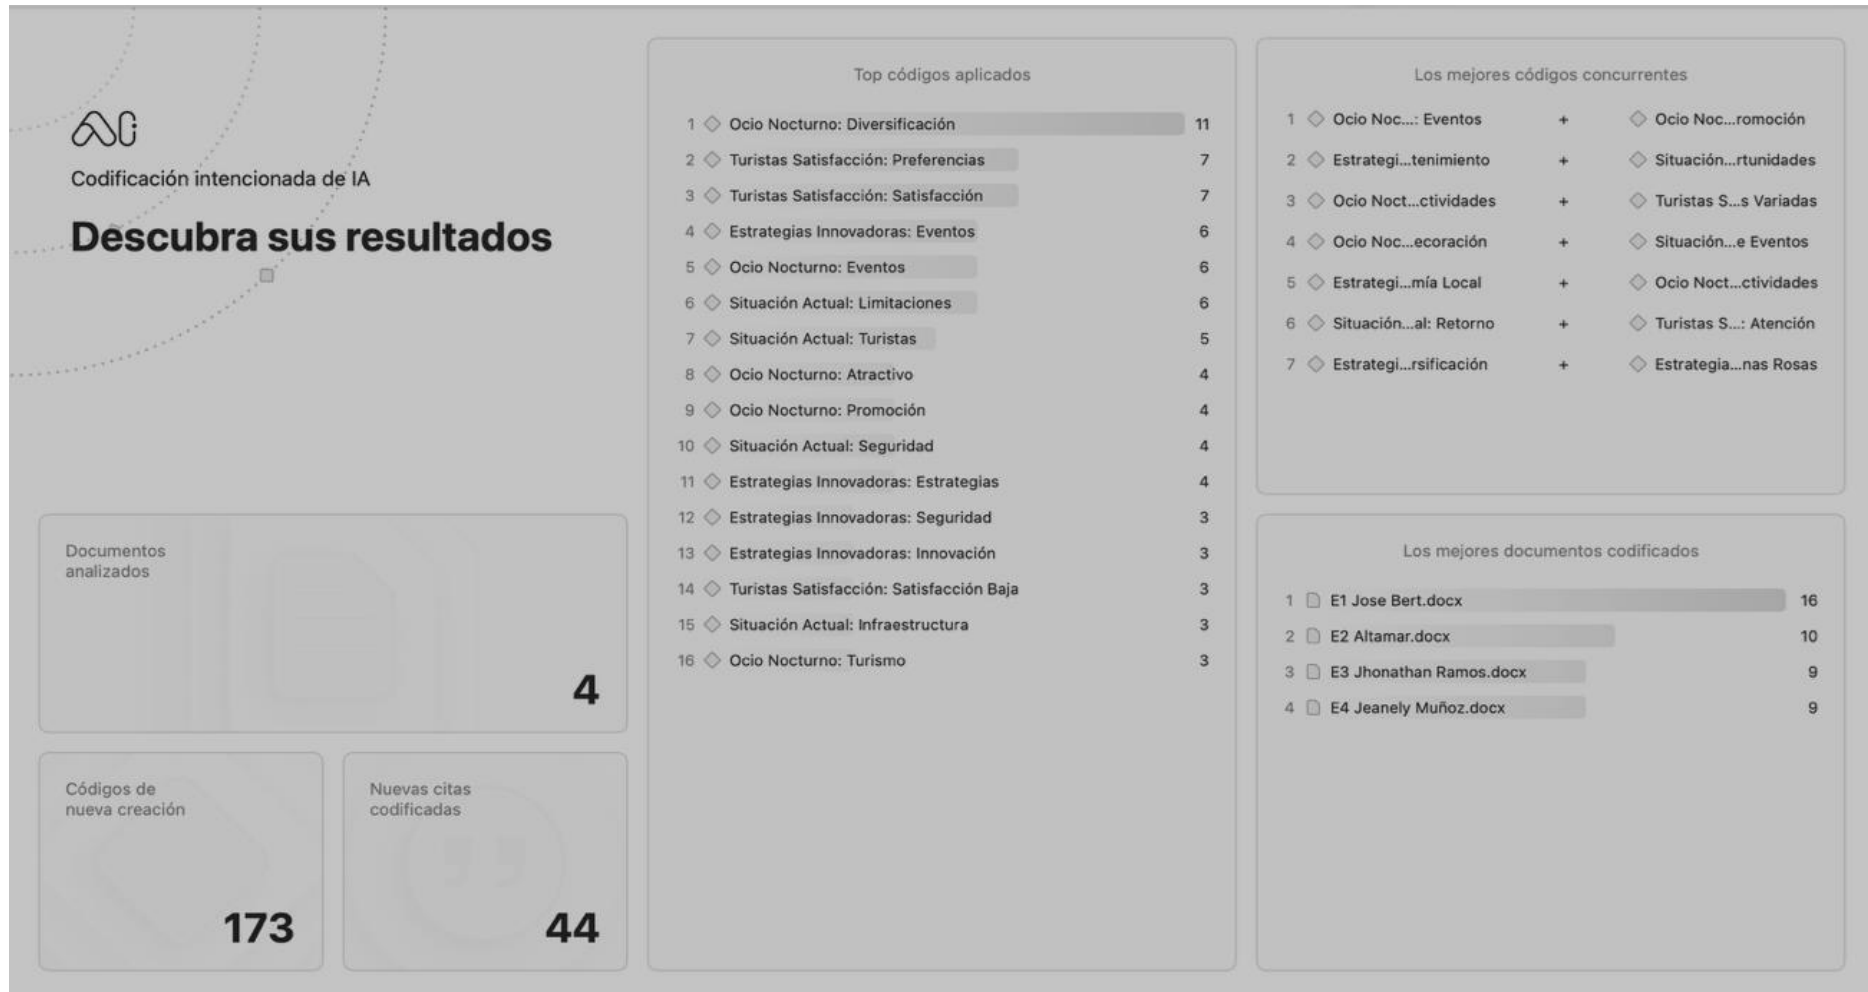 AI
Codificación intencionada de IA
Descubra sus resultados
Documentos
analizados
4
Códigos de
nueva creación
173
Nuevas citas
codificadas
44
Top códigos aplicados
1 Ocio Nocturno: Diversificación 11
2 Turistas Satisfacción: Preferencias 7
3 Turistas Satisfacción: Satisfacción 7
4 Estrategias Innovadoras: Eventos 6
5 Ocio Nocturno: Eventos 6
6 Situación Actual: Limitaciones 6
7 Situación Actual: Turistas 5
8 Ocio Nocturno: Atractivo 4
9 Ocio Nocturno: Promoción 4
10 Situación Actual: Seguridad 4
11 Estrategias Innovadoras: Estrategias 4
12 Estrategias Innovadoras: Seguridad 3
13 Estrategias Innovadoras: Innovación 3
14 Turistas Satisfacción: Satisfacción Baja 3
15 Situación Actual: Infraestructura 3
16 Ocio Nocturno: Turismo 3
Los mejores códigos concurrentes
1 Ocio Noc...: Eventos + Ocio Noc...romoción
2 Estrategi...tenimiento + Situación...rtunidades
3 Ocio Noct...ctividades + Turistas S...s Variadas
4 Ocio Noc...ecoración + Situación...e Eventos
5 Estrategi...mía Local + Ocio Noct...ctividades
6 Situación...al: Retorno + Turistas S...: Atención
7 Estrategi...rsificación + Estrategia...nas Rosas
Los mejores documentos codificados
1 E1 Jose Bert.docx 16
2 E2 Altamar.docx 10
3 E3 Jhonathan Ramos.docx 9
4 E4 Jeanely Muñoz.docx 9